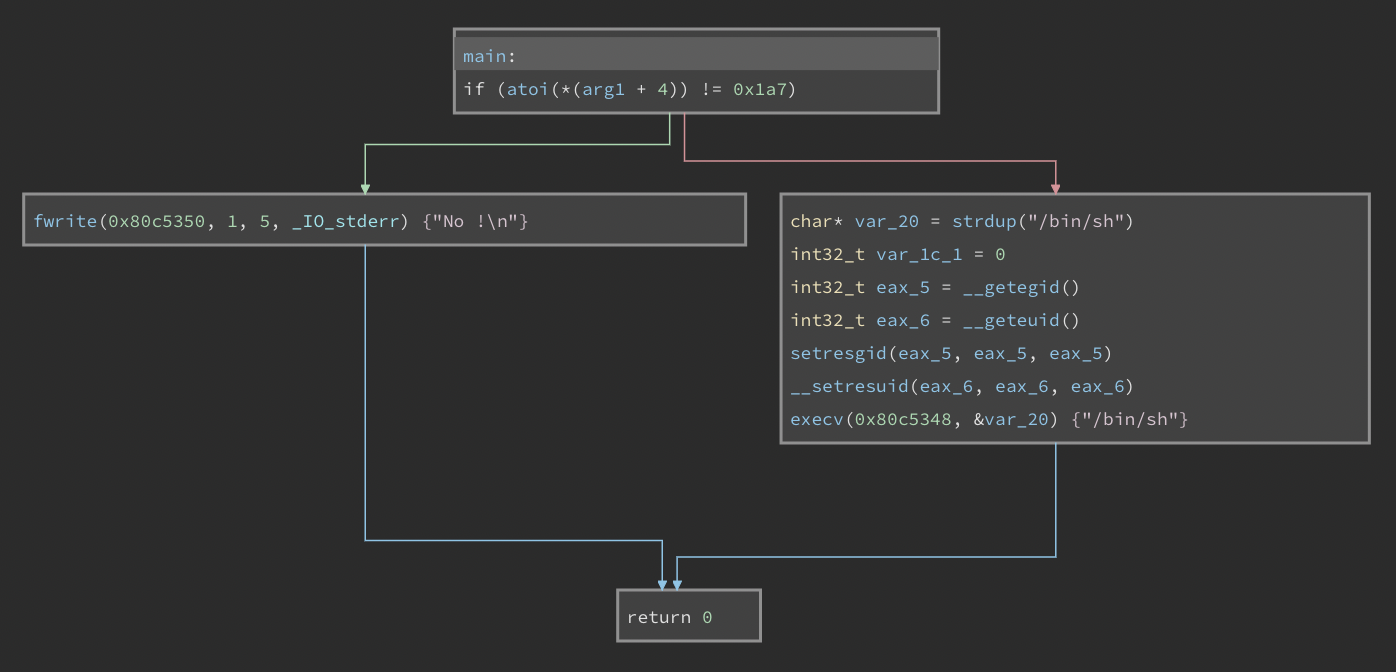 main:
if (atoi(*(arg1 + 4)) != 0x1a7)
fwrite(0x80c5350, 1, 5, _IO_stderr) {"No !\n"}
char* var_20 = strdup("/bin/sh")
int32_t var_1c_1 = 0
int32_t eax_5 = __getegid()
int32_t eax_6 = __geteuid()
setresgid(eax_5, eax_5, eax_5)
__setresuid(eax_6, eax_6, eax_6)
execv(0x80c5348, &var_20) {"/bin/sh"}
return 0